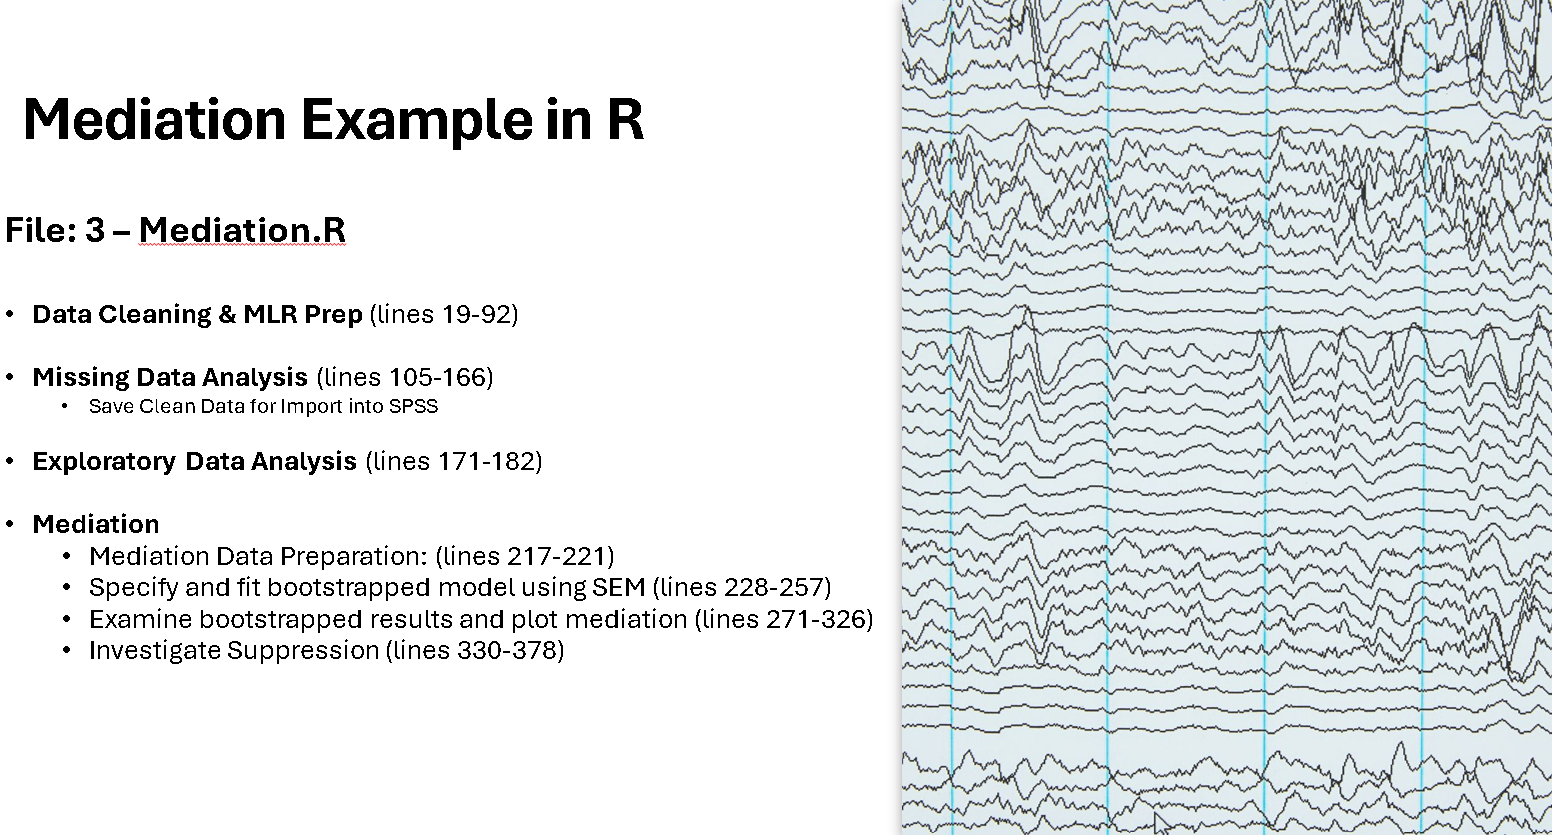 Mediation Example in R
File: 3 – Mediation.R
• Data Cleaning & MLR Prep (lines 19-92)
• Missing Data Analysis (lines 105-166)
• Save Clean Data for Import into SPSS
• Exploratory Data Analysis (lines 171-182)
• Mediation
• Mediation Data Preparation: (lines 217-221)
• Specify and fit bootstrapped model using SEM (lines 228-257)
• Examine bootstrapped results and plot mediation (lines 271-326)
• Investigate Suppression (lines 330-378)